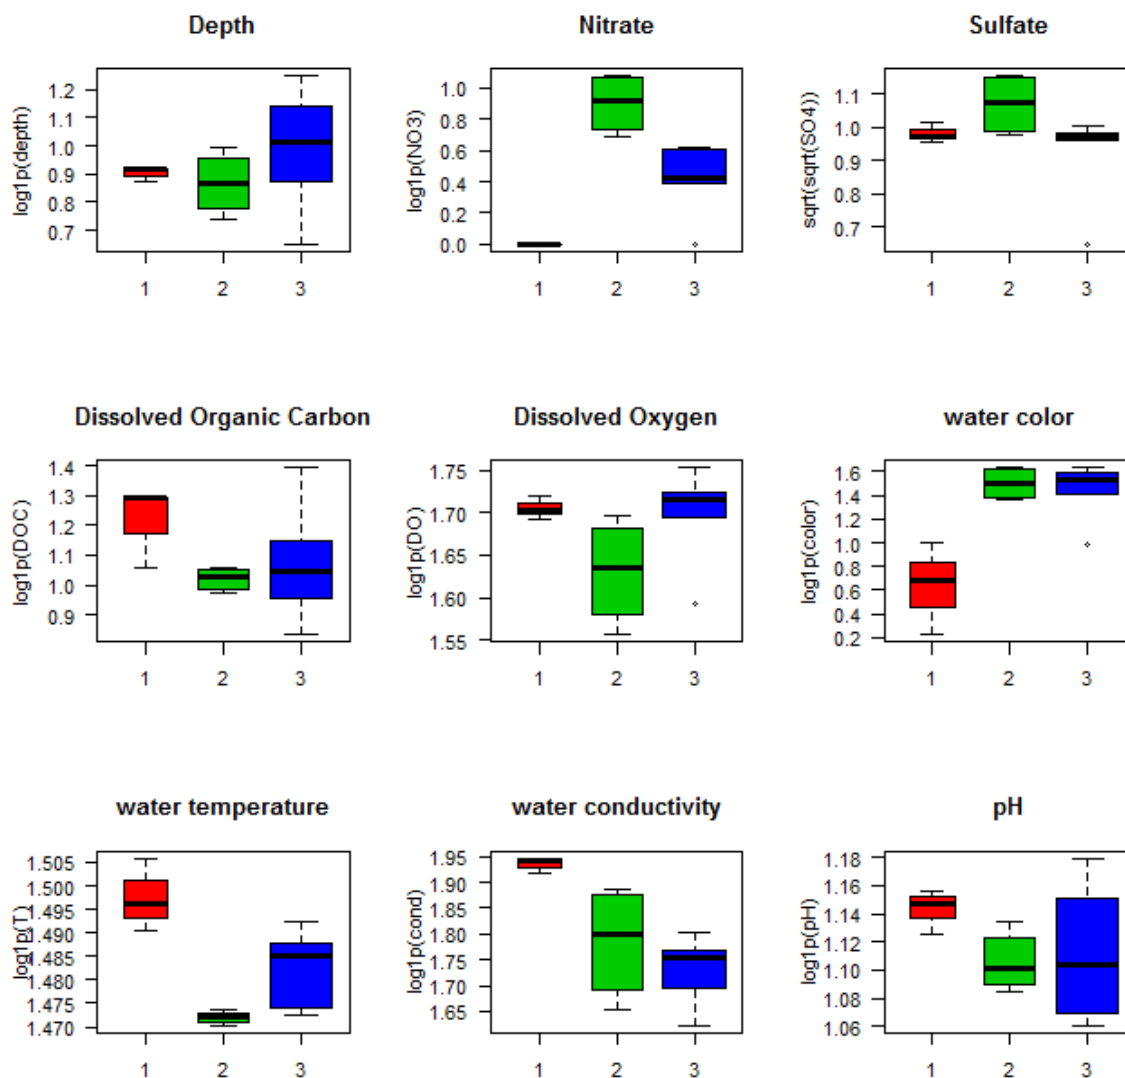 Depth
Nitrate
Sulfate
log1p(depth)
1.2
1.1
1.0
0.9
0.8
0.7
1 2 3
log1p(NO3)
1.0
0.8
0.6
0.4
0.2
0.0
1 2 3
sqrt(sqrt(SO4))
1.1
1.0
0.9
0.8
0.7
1 2 3
Dissolved Organic Carbon
Dissolved Oxygen
water color
log1p(DOC)
1.4
1.3
1.2
1.1
1.0
0.9
1 2 3
log1p(DO)
1.75
1.70
1.65
1.60
1.55
1 2 3
log1p(color)
1.6
1.4
1.2
1.0
0.8
0.6
0.4
0.2
1 2 3
water temperature
water conductivity
pH
log1p(T)
1.505
1.500
1.495
1.490
1.485
1.480
1.475
1.470
1 2 3
log1p(cond)
1.95
1.90
1.85
1.80
1.75
1.70
1.65
1 2 3
log1p(pH)
1.18
1.16
1.14
1.12
1.10
1.08
1.06
1 2 3